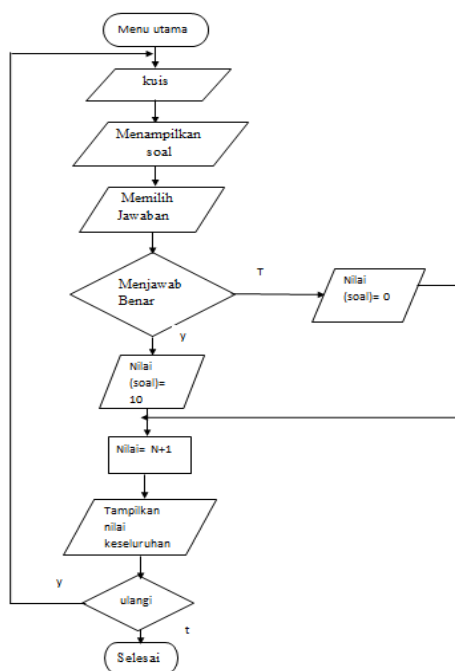 Menu utama
kuis
Menampilkan
soal
Memilih
Jawaban
Menjawab
Benar
T
Nilai
(soal)= 0
y
Nilai
(soal)=
10
Nilai= N+1
Tampilkan
nilai
keseluruhan
y
ulangi
t
Selesai